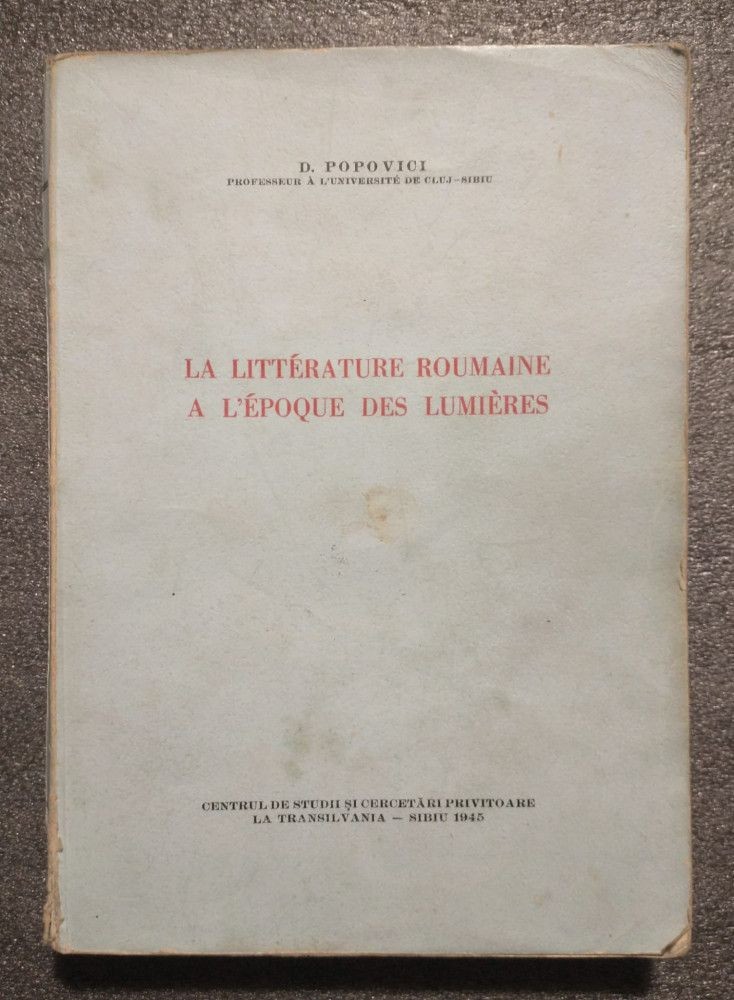 D. POPOVICI
PROFESSEUR À L'UNIVERSITÉ DE CLUJ–SIBIU
LA LITTÉRATURE ROUMAINE
A L'ÉPOQUE DES LUMIÈRES
CENTRUL DE STUDII ȘI CERCETĂRI PRIVITOARE
LA TRANSILVANIA — SIBIU 1945